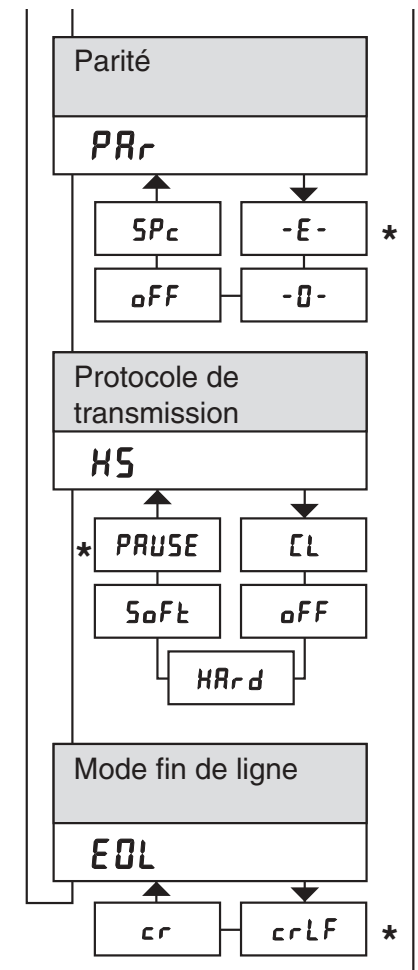 Parité
PAr
SPc -E- *
oFF -O-
Protocole de
transmission
HS
* PAUSE CL
SoFt oFF
HArd
Mode fin de ligne
EOL
cr crLF *